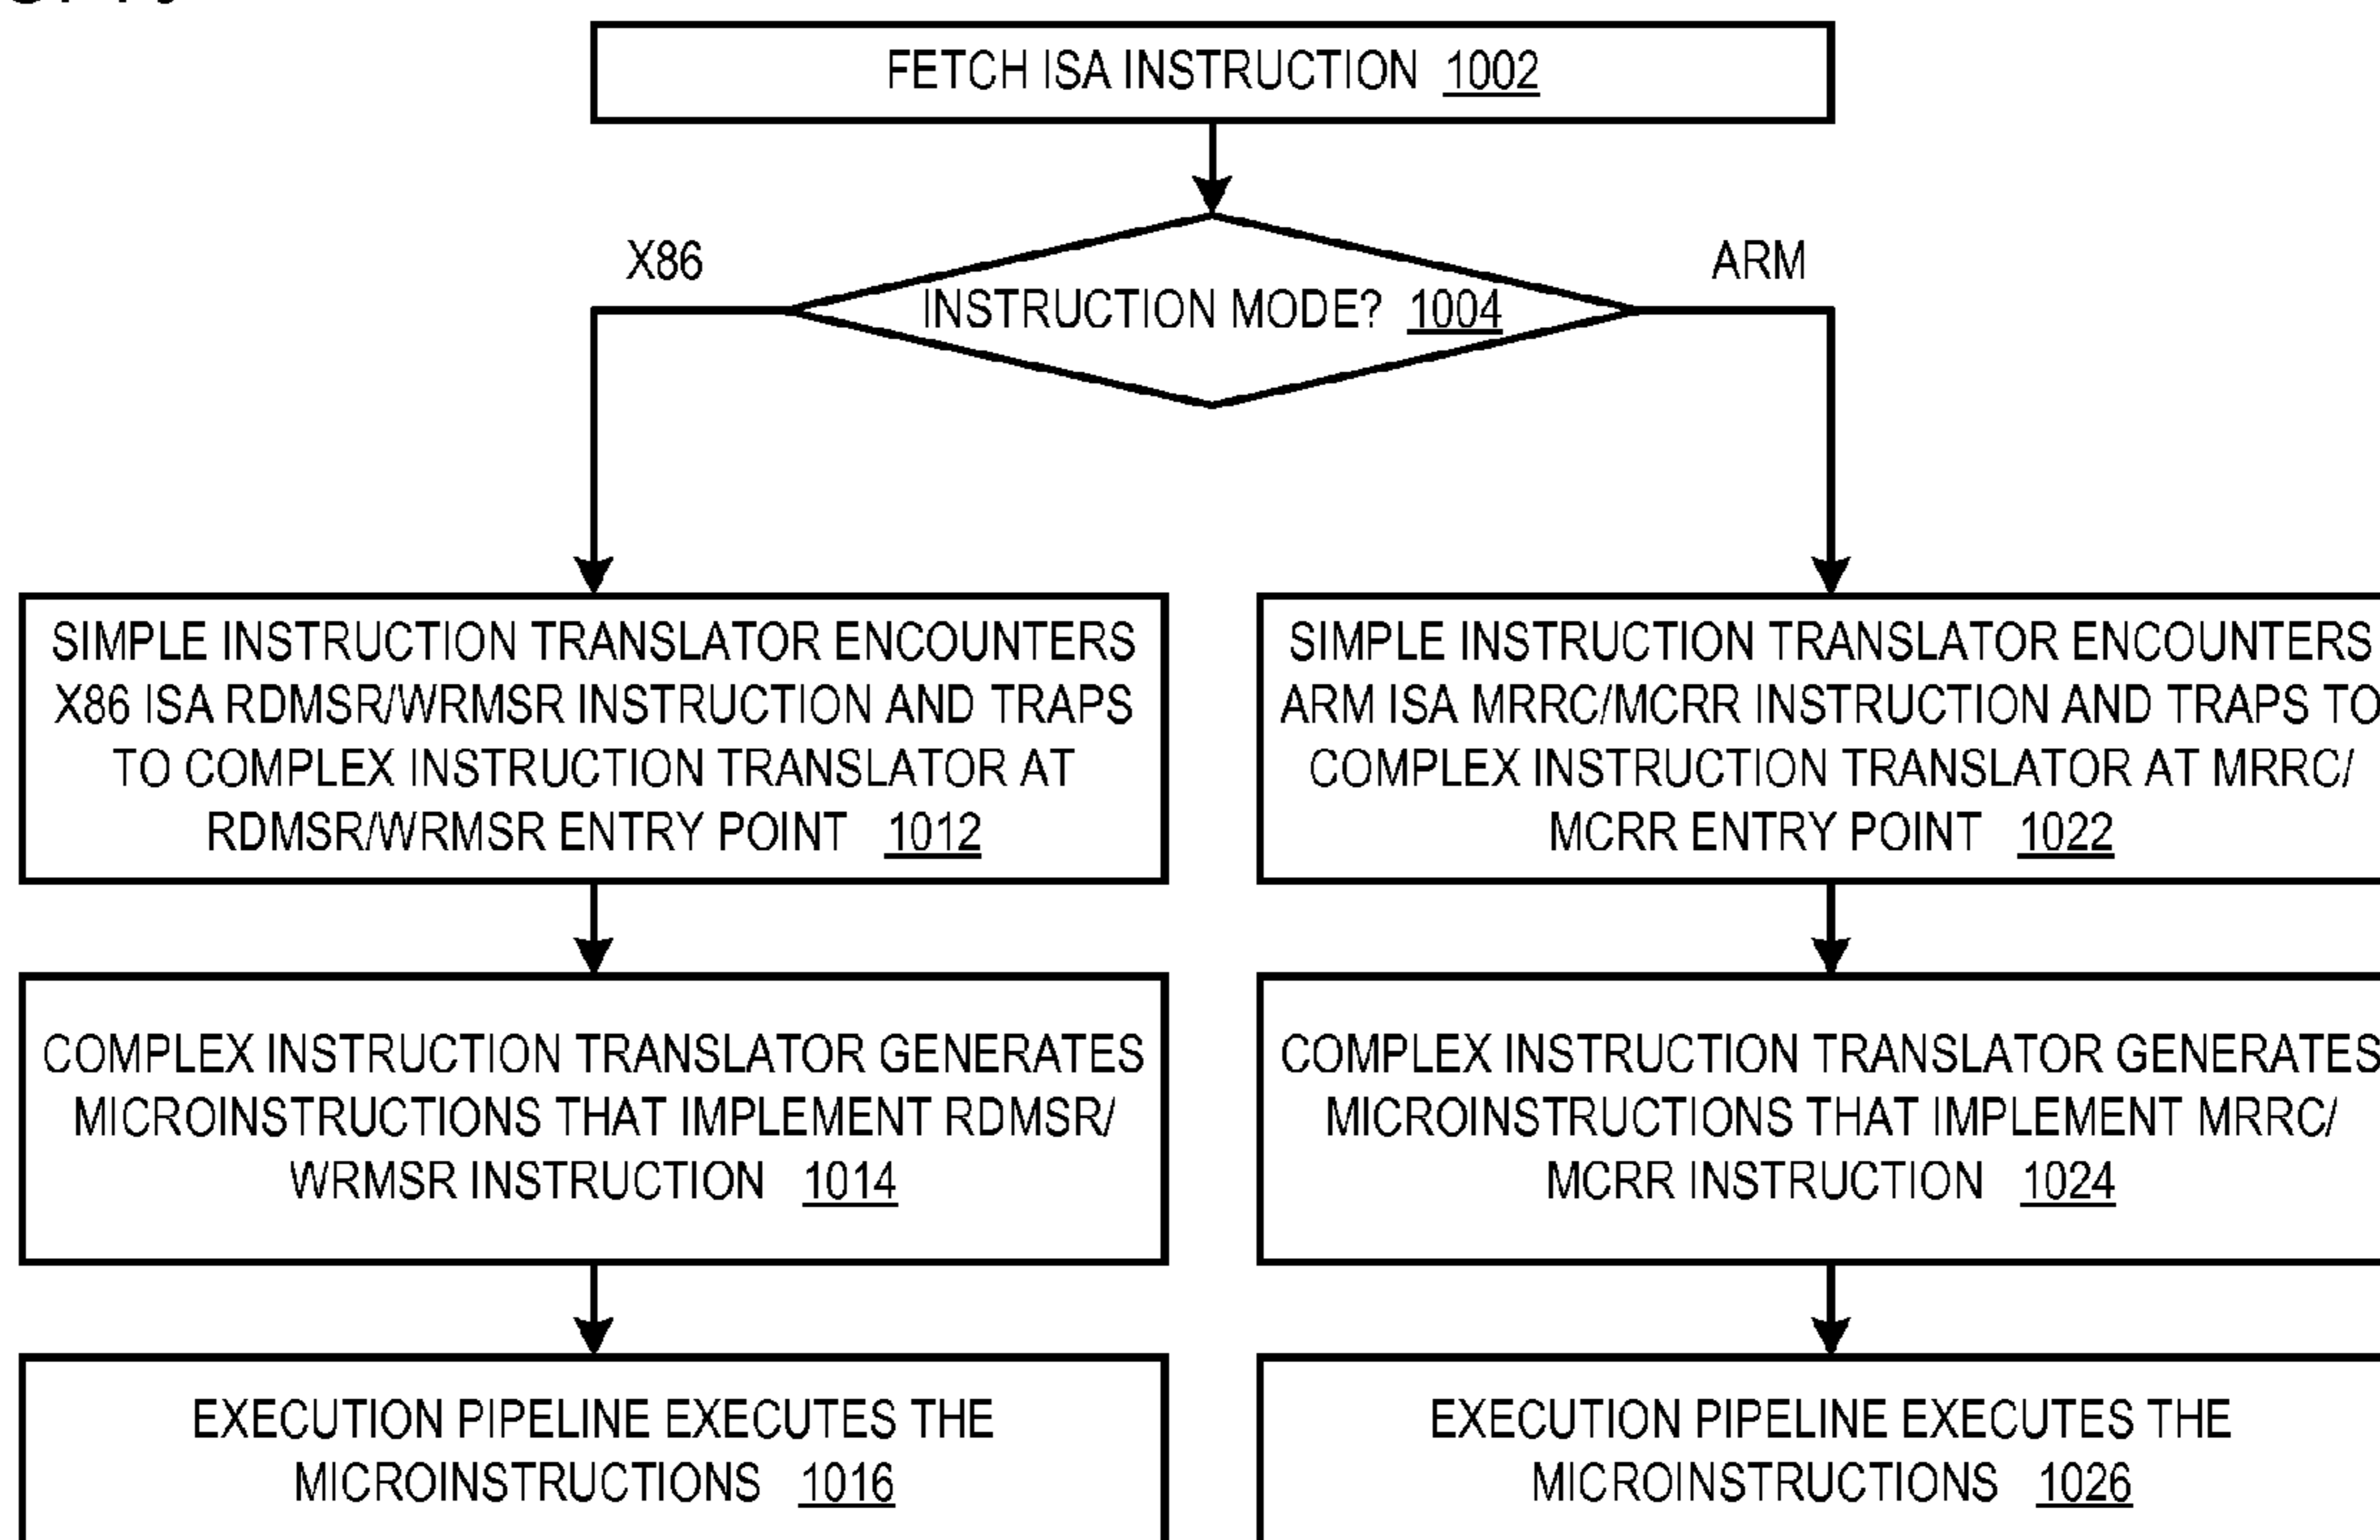 FETCH ISA INSTRUCTION 1002
X86
ARM
INSTRUCTION MODE? 1004
SIMPLE INSTRUCTION TRANSLATOR ENCOUNTERS
X86 ISA RDMSR/WRMSR INSTRUCTION AND TRAPS
TO COMPLEX INSTRUCTION TRANSLATOR AT
RDMSR/WRMSR ENTRY POINT 1012
SIMPLE INSTRUCTION TRANSLATOR ENCOUNTERS
ARM ISA MRRC/MCRR INSTRUCTION AND TRAPS TO
COMPLEX INSTRUCTION TRANSLATOR AT MRRC/
MCRR ENTRY POINT 1022
COMPLEX INSTRUCTION TRANSLATOR GENERATES
MICROINSTRUCTIONS THAT IMPLEMENT RDMSR/
WRMSR INSTRUCTION 1014
COMPLEX INSTRUCTION TRANSLATOR GENERATES
MICROINSTRUCTIONS THAT IMPLEMENT MRRC/
MCRR INSTRUCTION 1024
EXECUTION PIPELINE EXECUTES THE
MICROINSTRUCTIONS 1016
EXECUTION PIPELINE EXECUTES THE
MICROINSTRUCTIONS 1026